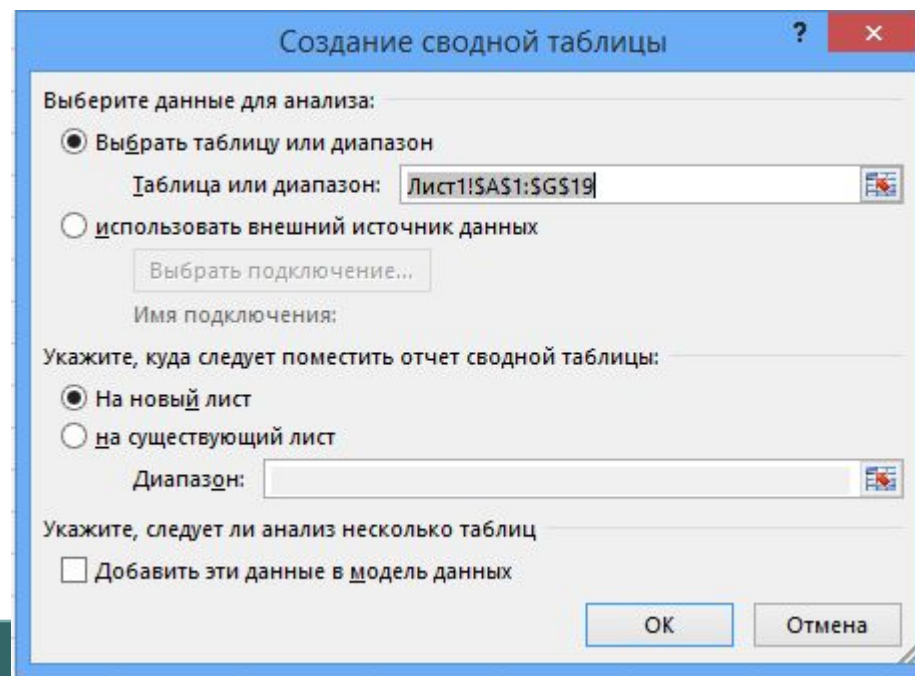 Создание сводной таблицы
?
Выберите данные для анализа:
Выбрать таблицу или диапазон
Таблица или диапазон: Лист1!$A$1:$G$19
использовать внешний источник данных
Выбрать подключение...
Имя подключения:
Укажите, куда следует поместить отчет сводной таблицы:
На новый лист
на существующий лист
Диапазон:
Укажите, следует ли анализ несколько таблиц
Добавить эти данные в модель данных
ОК Отмена